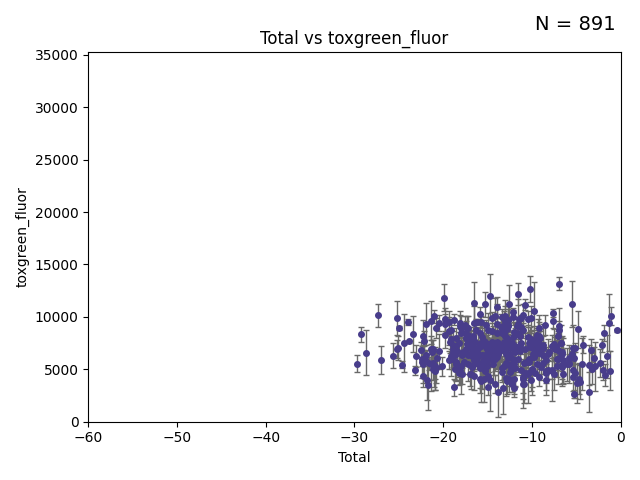 N = 891
Total vs toxgreen_fluor
35000
30000
25000
20000
15000
10000
5000
0
toxgreen_fluor
−60 −50 −40 −30 −20 −10 0
Total